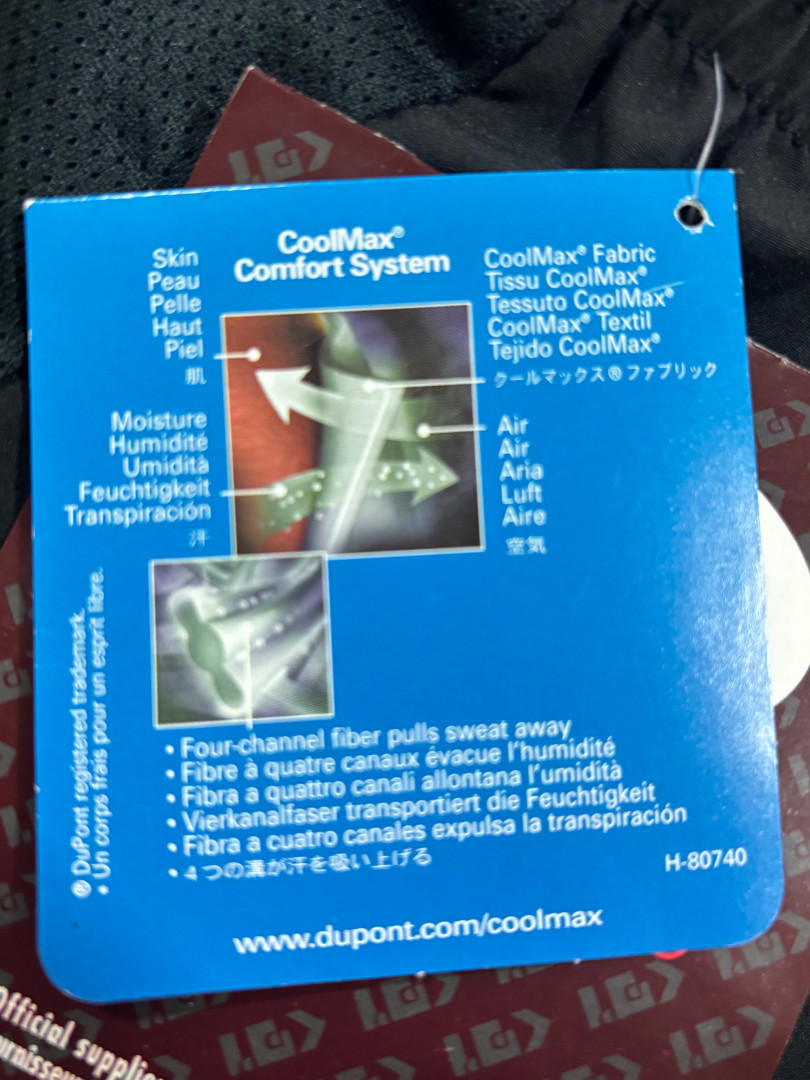 CoolMax®
Comfort System
Skin
Peau
Pelle
Haut
Piel
肌
CoolMax® Fabric
Tissu CoolMax®
Tessuto CoolMax®
CoolMax® Textil
Tejido CoolMax®
クールマックス®ファブリック
Moisture
Humidité
Umidità
Feuchtigkeit
Transpiración
汗
Air
Air
Aria
Luft
Aire
空気
® DuPont registered trademark.
• Un corps frais pour un esprit libre.
• Four-channel fiber pulls sweat away
• Fibre à quatre canaux évacue l'humidité
• Fibra a quattro canali allontana l'umidità
• Vierkanalfaser transportiert die Feuchtigkeit
• Fibra a cuatro canales expulsa la transpiración
• 4つの溝が汗を吸い上げる
H-80740
www.dupont.com/coolmax
Official supplie